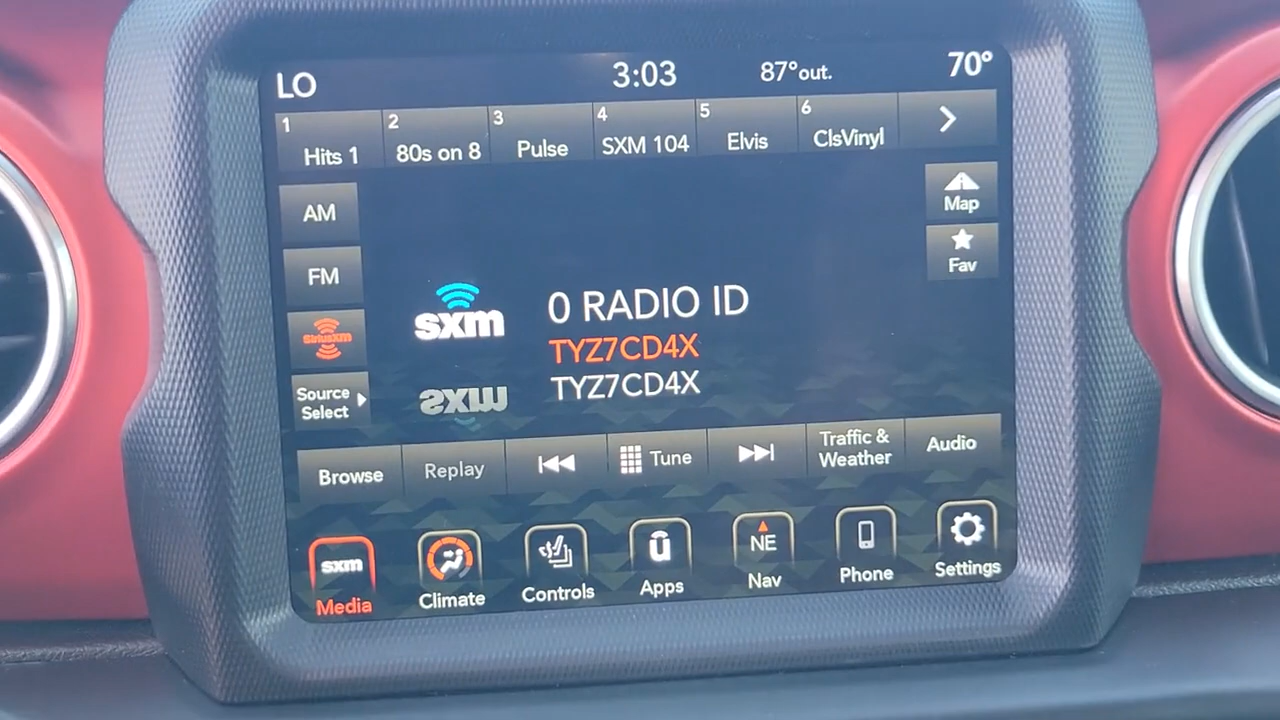 LO 3:03 87°out. 70°
1 2 3 4 5 6
Hits 1 80s on 8 Pulse SXM 104 Elvis ClsVinyl
AM
Map
FM
Fav
SiriusXM
sxm
0 RADIO ID
TYZ7CD4X
TYZ7CD4X
Source
Select
Browse Replay Tune Traffic &
Weather Audio
sxm NE
Media Climate Controls Apps Nav Phone Settings